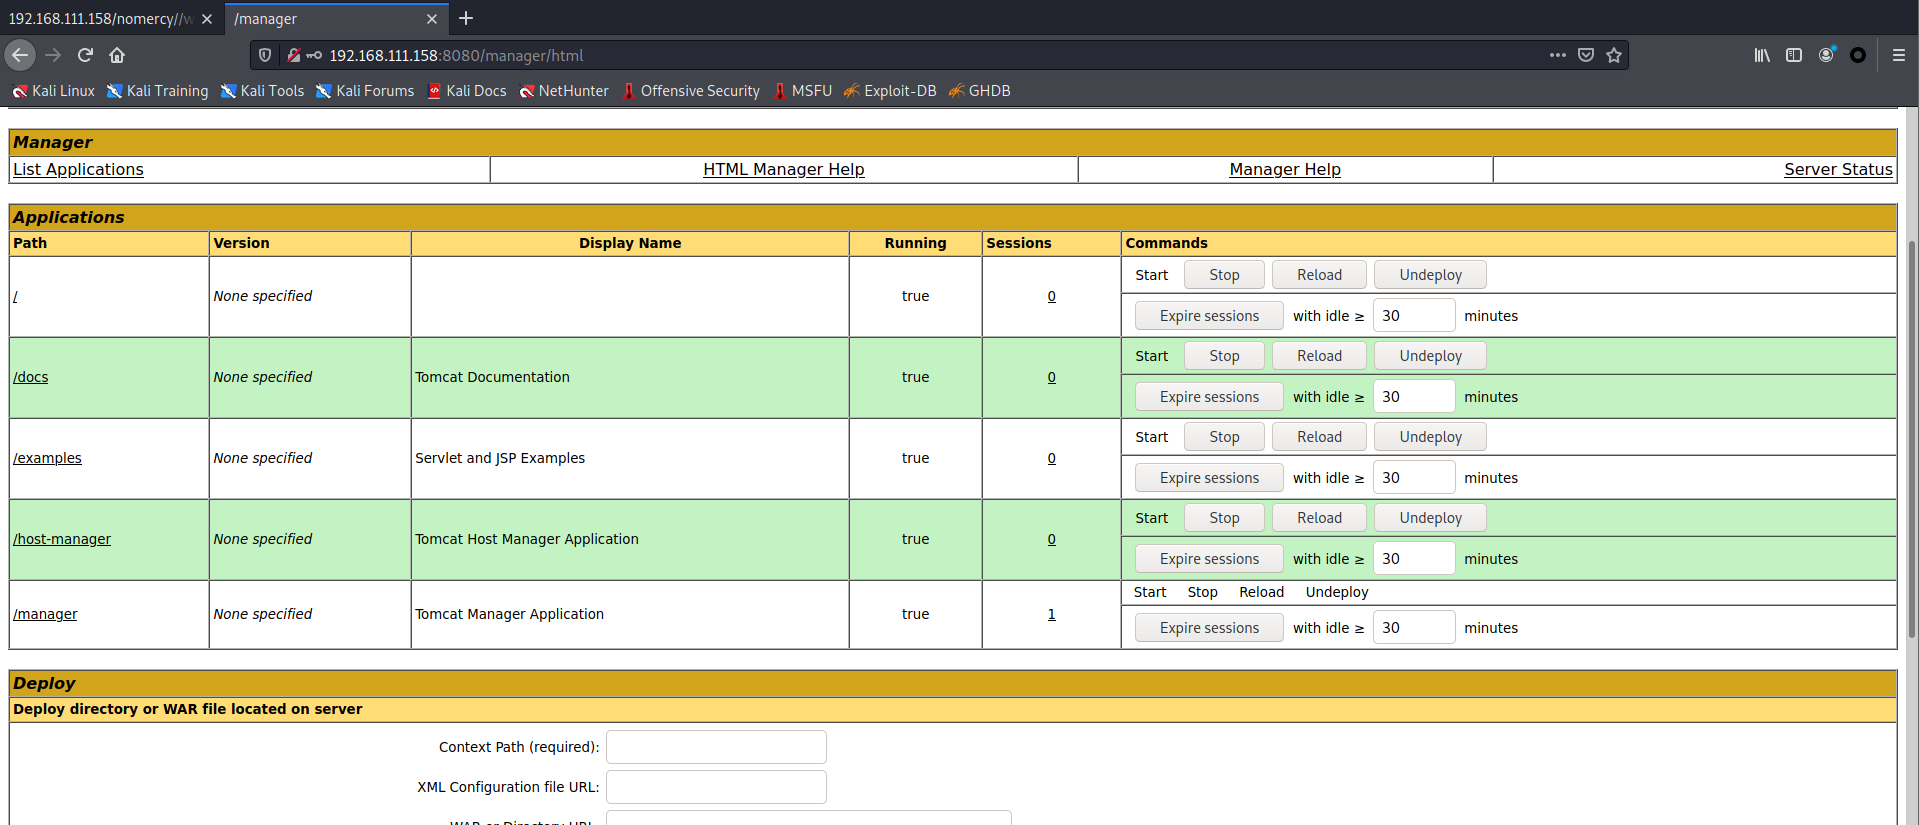 192.168.111.158/nomercy//w
/manager
192.168.111.158:8080/manager/html
Kali Linux Kali Training Kali Tools Kali Forums Kali Docs NetHunter Offensive Security MSFU Exploit-DB GHDB
Manager
List Applications HTML Manager Help Manager Help Server Status
Applications
Path Version Display Name Running Sessions Commands
/ None specified true 0
Start Stop Reload Undeploy
Expire sessions with idle ≥ 30 minutes
/docs None specified Tomcat Documentation true 0
Start Stop Reload Undeploy
Expire sessions with idle ≥ 30 minutes
/examples None specified Servlet and JSP Examples true 0
Start Stop Reload Undeploy
Expire sessions with idle ≥ 30 minutes
/host-manager None specified Tomcat Host Manager Application true 0
Start Stop Reload Undeploy
Expire sessions with idle ≥ 30 minutes
/manager None specified Tomcat Manager Application true 1
Start Stop Reload Undeploy
Expire sessions with idle ≥ 30 minutes
Deploy
Deploy directory or WAR file located on server
Context Path (required):
XML Configuration file URL:
WAR or Directory URL: